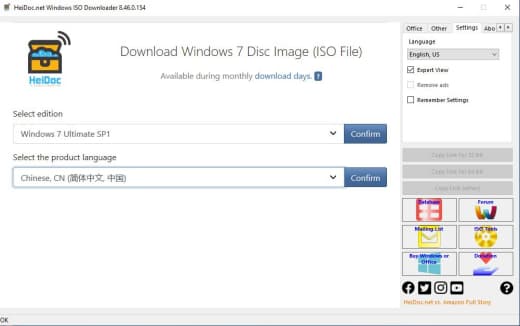 HeiDoc.net Windows ISO Downloader 8.46.0.154
Office Other Settings Abo
HeiDoc
Download Windows 7 Disc Image (ISO File)
Available during monthly download days. ?
Select edition
Windows 7 Ultimate SP1 Confirm
Select the product language
Chinese, CN (简体中文, 中国) Confirm
Language
English, US
Expert View
Remove ads
Remember Settings
Copy Link for 32-bit
Copy Link for 64-bit
Database Forum
Mailing List ISO Tools
Buy Windows or Office Donation
HeiDoc.net vs. Amazon Full Story
OK